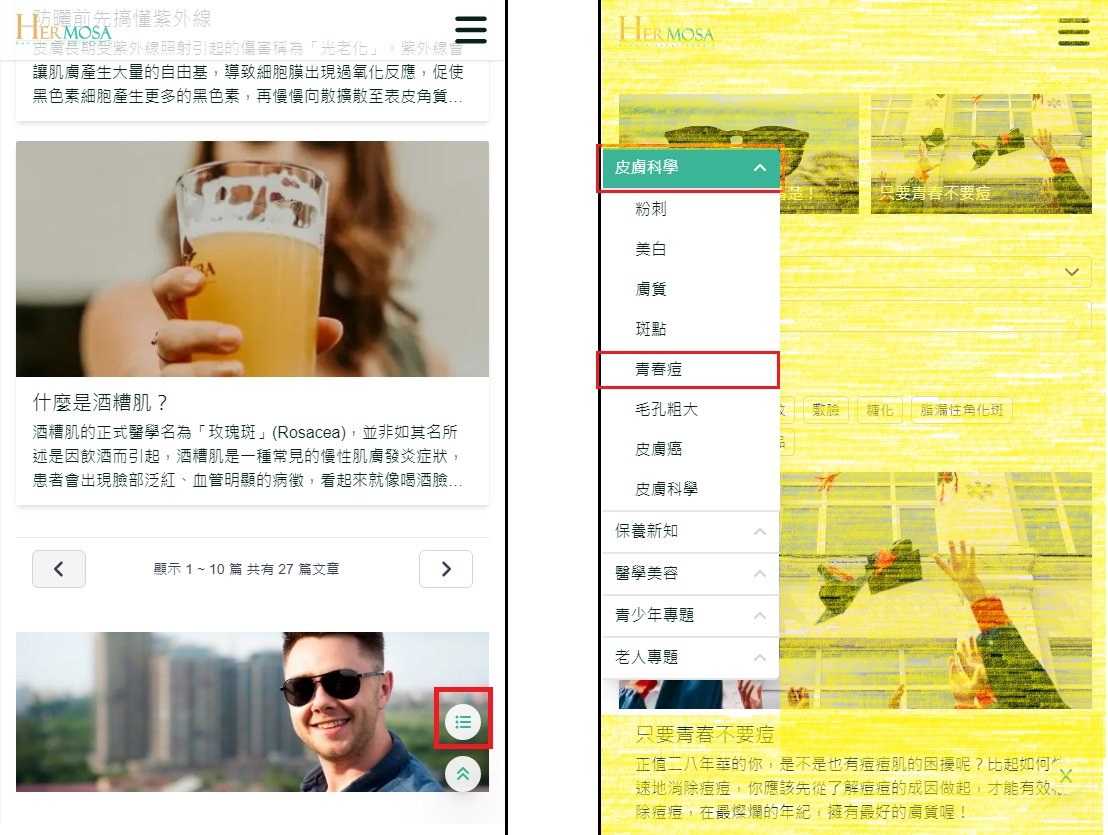 防曬前先搞懂紫外線
HERMOSA
皮膚長期受紫外線照射引起的傷害稱為「光老化」。紫外線會
讓肌膚產生大量的自由基，導致細胞膜出現過氧化反應，促使
黑色素細胞產生更多的黑色素，再慢慢向散擴散至表皮角質...
什麼是酒糟肌？
酒糟肌的正式醫學名為「玫瑰斑」(Rosacea)，並非如其名所
述是因飲酒而引起，酒糟肌是一種常見的慢性肌膚發炎症狀，
患者會出現臉部泛紅、血管明顯的病徵，看起來就像喝酒臉...
顯示 1 ~ 10 篇 共有 27 篇文章
HERMOSA
楚！
只要青春不要痘
皮膚科學
粉刺
美白
膚質
斑點
青春痘
毛孔粗大
皮膚癌
皮膚科學
保養新知
醫學美容
青少年專題
老人專題
敷臉
糖化
脂漏性角化斑
只要青春不要痘
正值二八年華的你，是不是也有痘痘肌的困擾呢？比起如何快
速地消除痘痘，你應該先從了解痘痘的成因做起，才能有效
除痘痘，在最燦爛的年紀，擁有最好的膚質喔！
X